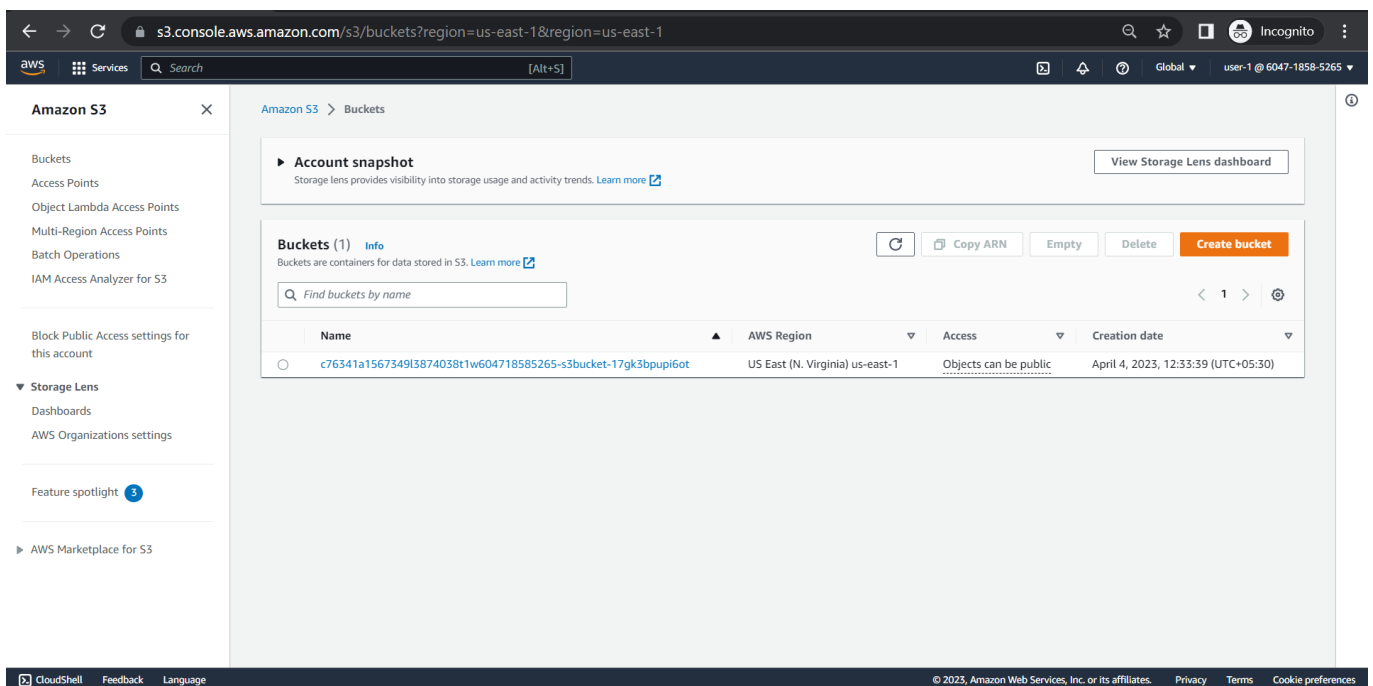 s3.console.aws.amazon.com/s3/buckets?region=us-east-1&region=us-east-1
Incognito
aws
Services
Search
[Alt+S]
Global
user-1 @ 6047-1858-5265
Amazon S3
Buckets
Access Points
Object Lambda Access Points
Multi-Region Access Points
Batch Operations
IAM Access Analyzer for S3
Block Public Access settings for
this account
Storage Lens
Dashboards
AWS Organizations settings
Feature spotlight 3
AWS Marketplace for S3
Amazon S3 > Buckets
Account snapshot
Storage lens provides visibility into storage usage and activity trends. Learn more
View Storage Lens dashboard
Buckets (1) Info
Buckets are containers for data stored in S3. Learn more
Copy ARN
Empty
Delete
Create bucket
Find buckets by name
< 1 >
Name AWS Region Access Creation date
c76341a1567349l3874038t1w604718585265-s3bucket-17gk3bpupi6ot US East (N. Virginia) us-east-1 Objects can be public April 4, 2023, 12:33:39 (UTC+05:30)
CloudShell Feedback Language © 2023, Amazon Web Services, Inc. or its affiliates. Privacy Terms Cookie preferences